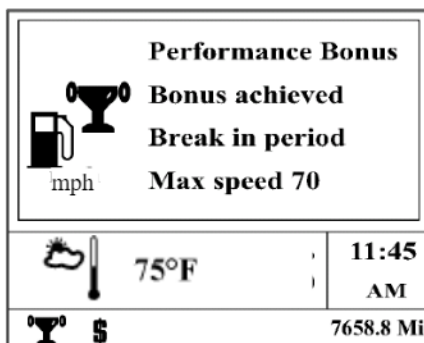 Performance Bonus
Bonus achieved
Break in period
mph Max speed 70
75°F
11:45
AM
$
7658.8 Mi